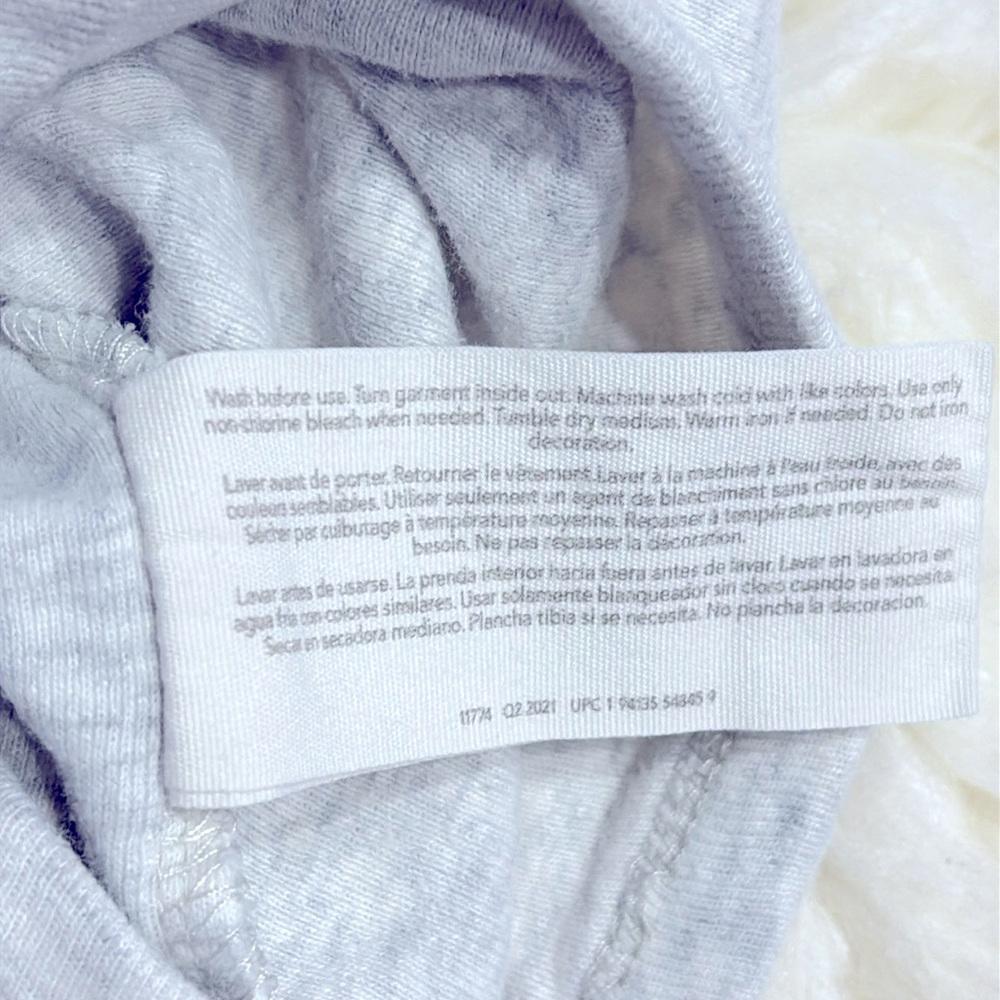 Wash before use. Turn garment inside out. Machine wash cold with like colors. Use only
non-chlorine bleach when needed. Tumble dry medium. Warm iron if needed. Do not iron
decoration.
Laver avant de porter. Retourner le vêtement. Laver à la machine à l'eau froide, avec des
couleurs semblables. Utiliser seulement un agent de blanchiment sans chlore au besoin.
Sécher par culbutage à température moyenne. Repasser à température moyenne au
besoin. Ne pas repasser la décoration.
Lavar antes de usarse. La prenda interior hacia fuera antes de lavar. Lavar en lavadora en
agua fria con colores similares. Usar solamente blanqueador sin cloro cuando se necesita.
Secar en secadora mediano. Plancha tibia si se necesita. No plancha la decoracion.
11774 Q2 2021 UPC 1 94135 54845 9